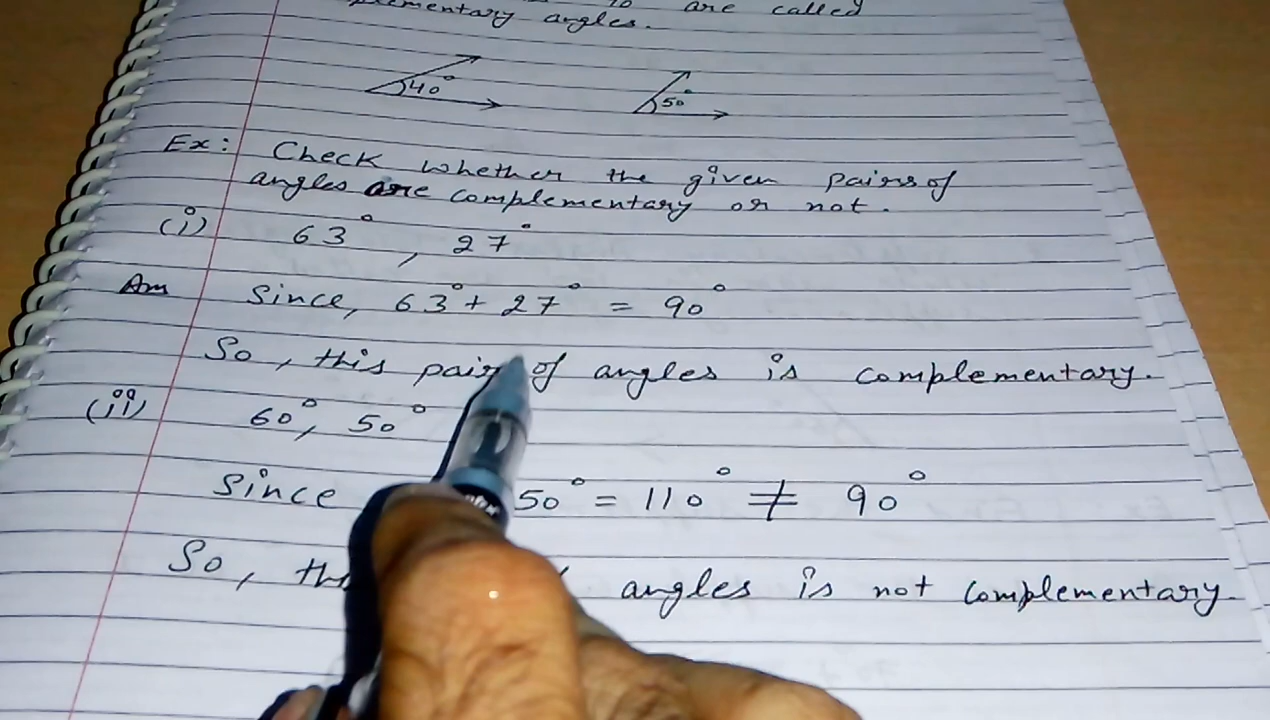 are called
angles.
40° 50°
Ex: Check whether the given pairs of
angles are complementary or not.
(i) 63°, 27°
Ans Since, 63° + 27° = 90°
So, this pair of angles is complementary.
(ii) 60°, 50°
Since 50° = 110° ≠ 90°
So, angles is not complementary.